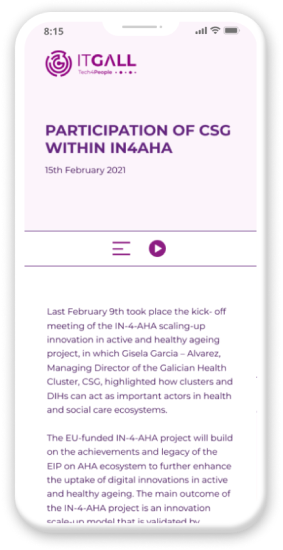 8:15
ITGALL
Tech4People
PARTICIPATION OF CSG
WITHIN IN4AHA
15th February 2021
Last February 9th took place the kick- off
meeting of the IN-4-AHA scaling-up
innovation in active and healthy ageing
project, in which Gisela Garcia – Alvarez,
Managing Director of the Galician Health
Cluster, CSG, highlighted how clusters and
DIHs can act as important actors in health
and social care ecosystems.
The EU-funded IN-4-AHA project will build
on the achievements and legacy of the
EIP on AHA ecosystem to further enhance
the uptake of digital innovations in active
and healthy ageing. The main outcome of
the IN-4-AHA project is an innovation
scale-up model that is validated by